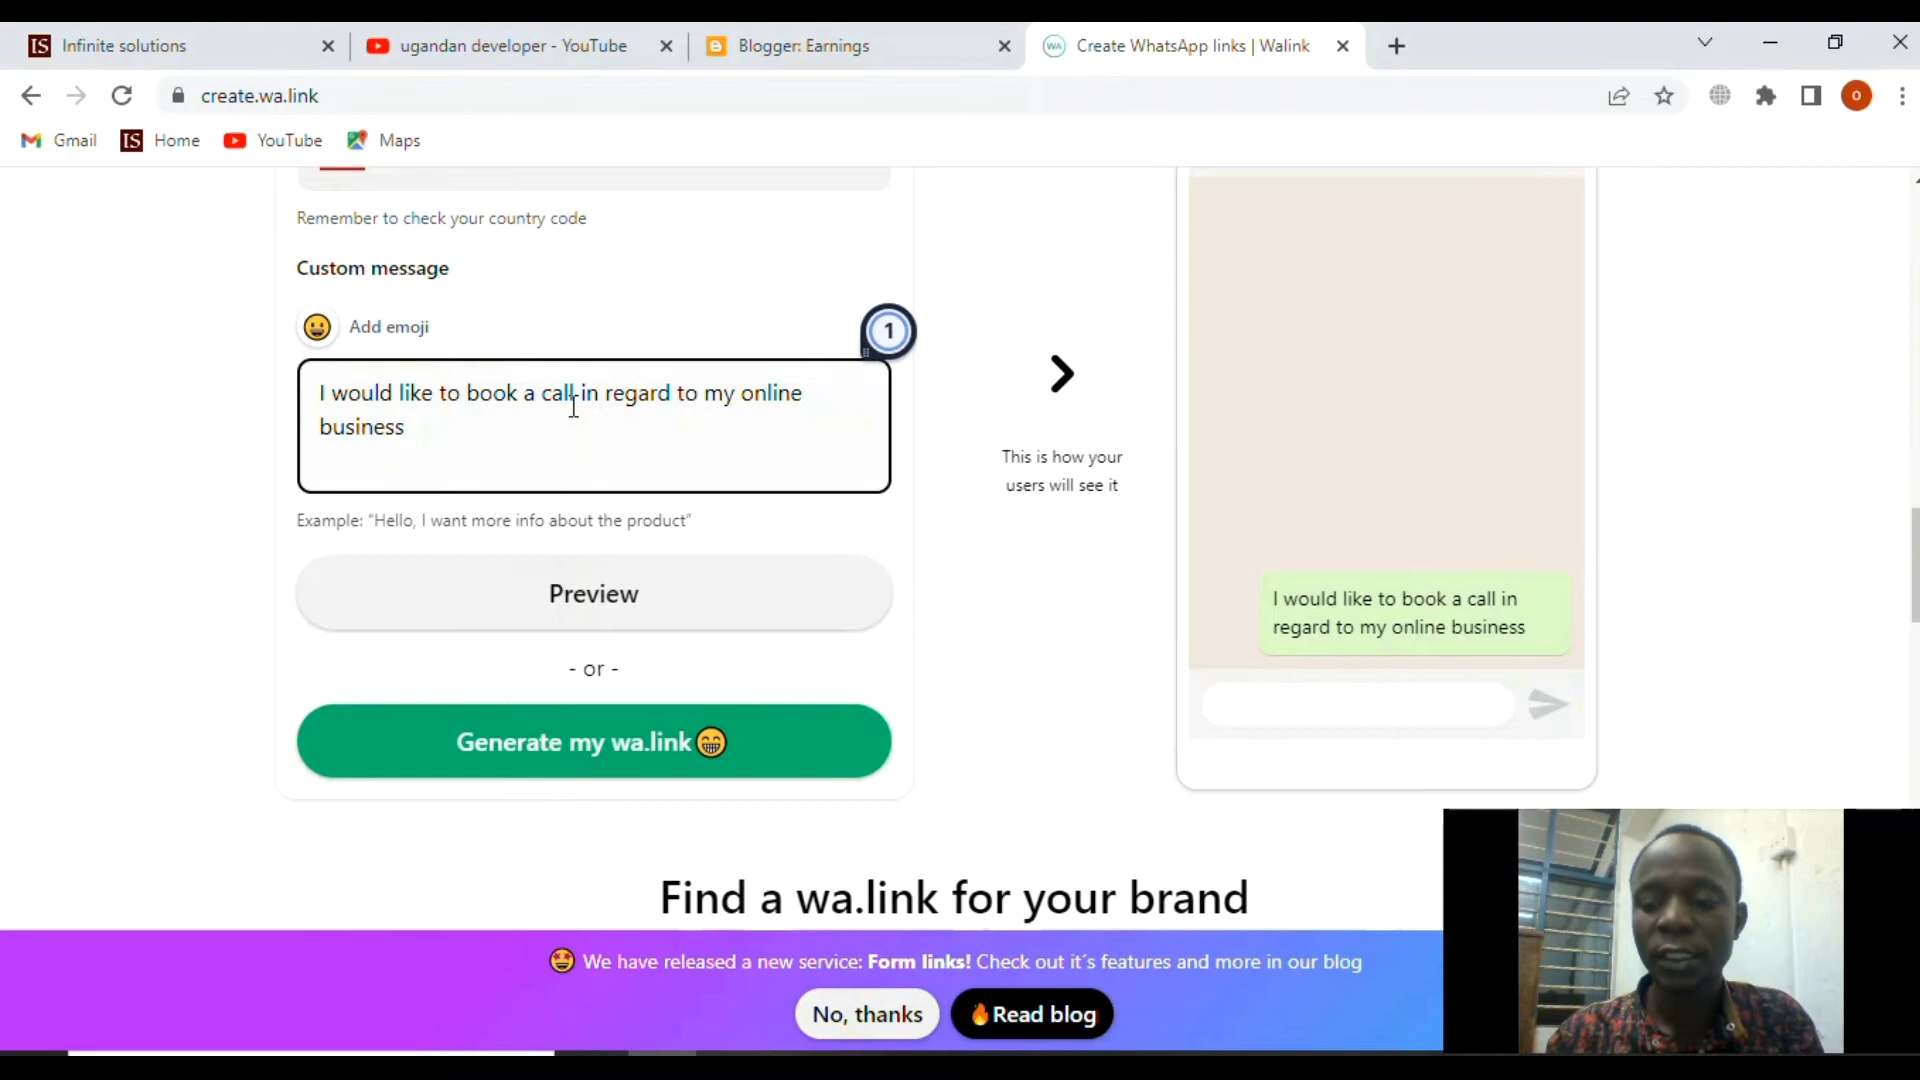 IS Infinite solutions
ugandan developer - YouTube
Blogger: Earnings
WA Create WhatsApp links | Walink
create.wa.link
O
Gmail
IS Home
YouTube
Maps
Remember to check your country code
Custom message
Add emoji
1
I would like to book a call in regard to my online
business
Example: “Hello, I want more info about the product”
Preview
- or -
Generate my wa.link
This is how your
users will see it
I would like to book a call in
regard to my online business
Find a wa.link for your brand
We have released a new service: Form links! Check out it´s features and more in our blog
No, thanks
Read blog